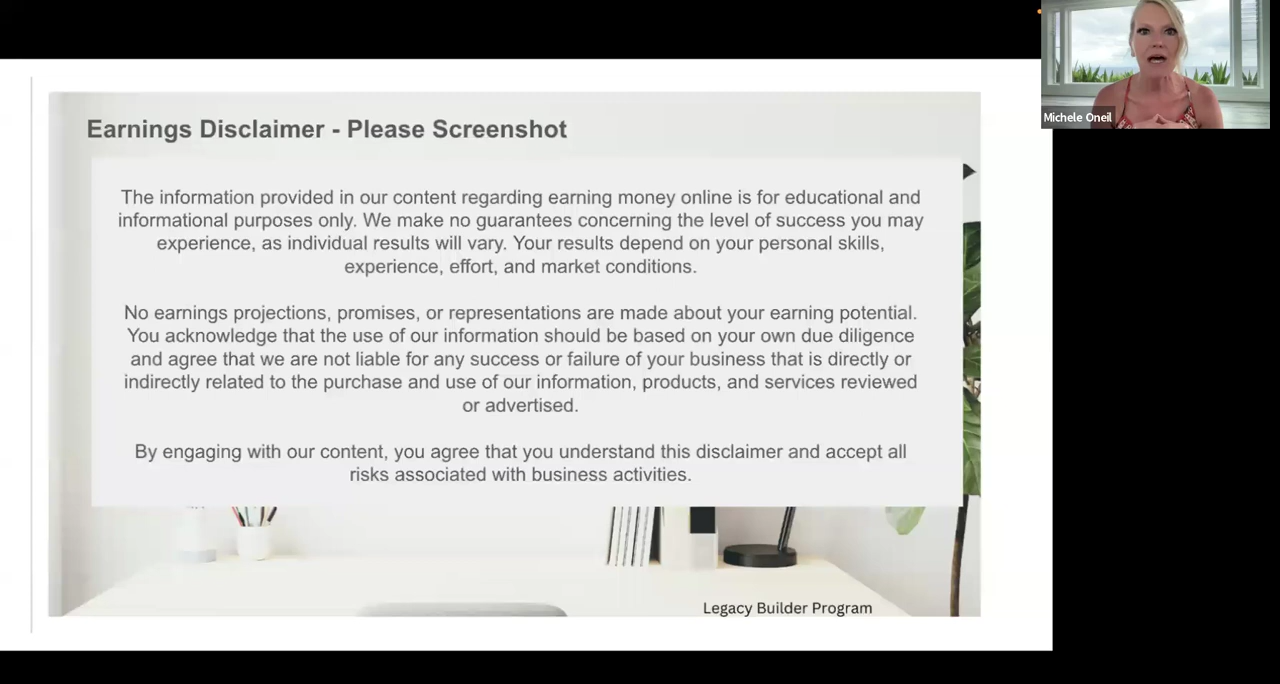 Michele Oneil
Earnings Disclaimer - Please Screenshot
The information provided in our content regarding earning money online is for educational and
informational purposes only. We make no guarantees concerning the level of success you may
experience, as individual results will vary. Your results depend on your personal skills,
experience, effort, and market conditions.
No earnings projections, promises, or representations are made about your earning potential.
You acknowledge that the use of our information should be based on your own due diligence
and agree that we are not liable for any success or failure of your business that is directly or
indirectly related to the purchase and use of our information, products, and services reviewed
or advertised.
By engaging with our content, you agree that you understand this disclaimer and accept all
risks associated with business activities.
Legacy Builder Program